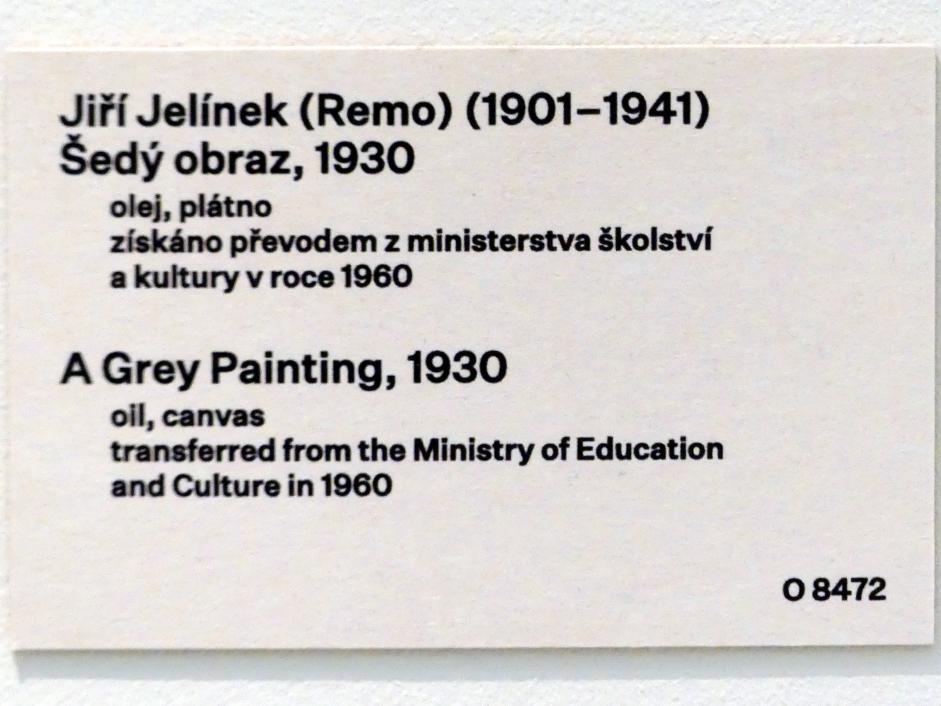 Jiří Jelínek (Remo) (1901–1941)
Šedý obraz, 1930
olej, plátno
získáno převodem z ministerstva školství
a kultury v roce 1960
A Grey Painting, 1930
oil, canvas
transferred from the Ministry of Education
and Culture in 1960
O 8472